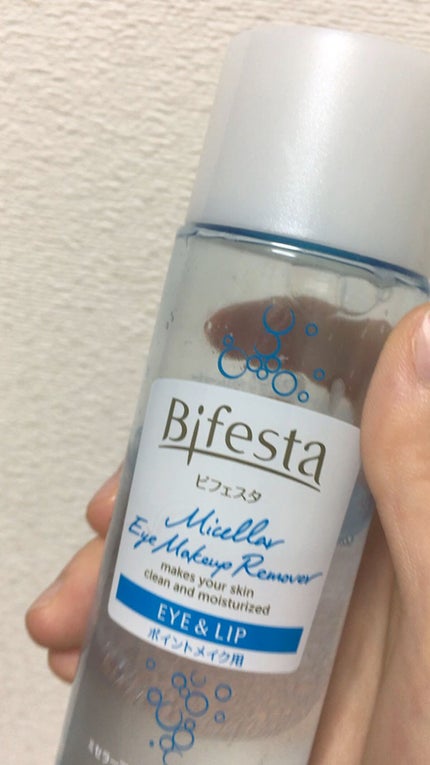 Bifesta
ビフェスタ
Micellar
Eye Makeup Remover
makes your skin
clean and moisturized
EYE & LIP
ポイントメイク用